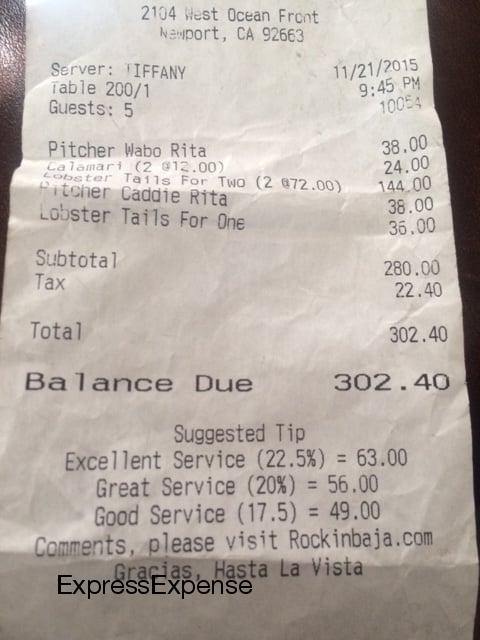 2104 West Ocean Front
Newport, CA 92663
Server: TIFFANY 11/21/2015
Table 200/1 9:45 PM
Guests: 5 10054
Pitcher Wabo Rita 38.00
Calamari (2 @12.00) 24.00
Lobster Tails For Two (2 @72.00) 144.00
Pitcher Caddie Rita 38.00
Lobster Tails For One 36.00
Subtotal 280.00
Tax 22.40
Total 302.40
Balance Due 302.40
Suggested Tip
Excellent Service (22.5%) = 63.00
Great Service (20%) = 56.00
Good Service (17.5) = 49.00
Comments, please visit Rockinbaja.com
Gracias, Hasta La Vista
ExpressExpense